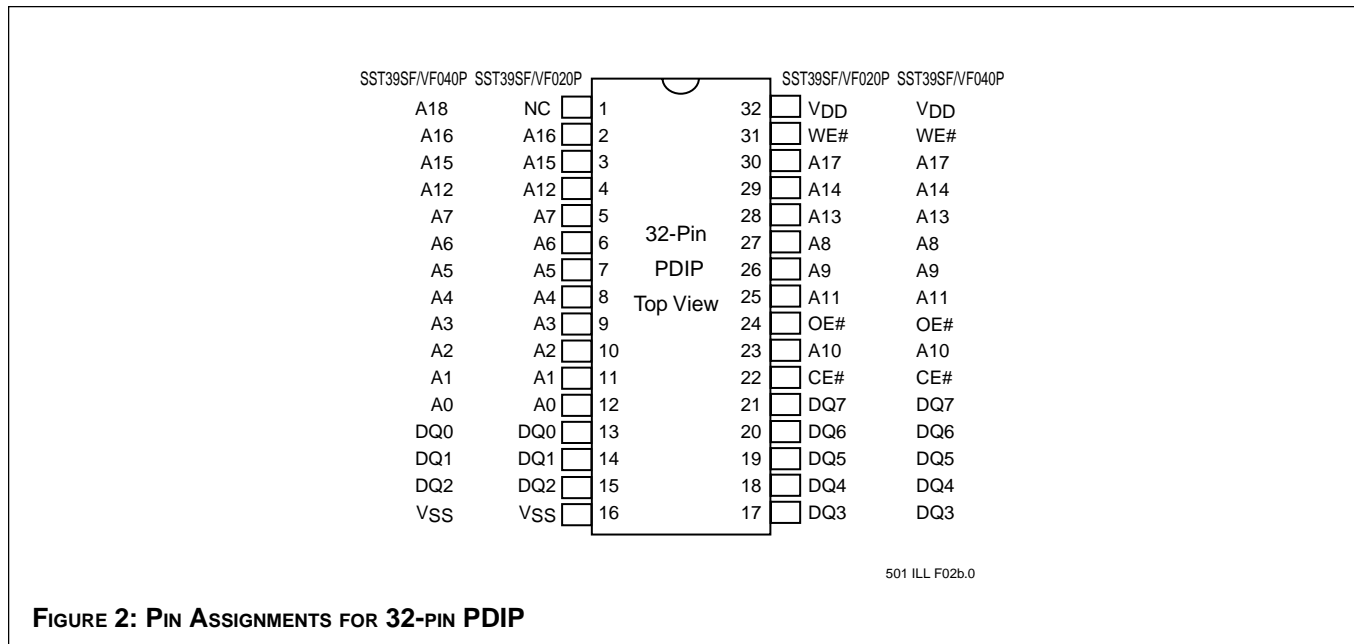 SST39SF/VF040P SST39SF/VF020P SST39SF/VF020P SST39SF/VF040P
A18 NC 1 32 VDD VDD
A16 A16 2 31 WE# WE#
A15 A15 3 30 A17 A17
A12 A12 4 29 A14 A14
A7 A7 5 28 A13 A13
A6 A6 6 32-Pin 27 A8 A8
A5 A5 7 PDIP 26 A9 A9
A4 A4 8 Top View 25 A11 A11
A3 A3 9 24 OE# OE#
A2 A2 10 23 A10 A10
A1 A1 11 22 CE# CE#
A0 A0 12 21 DQ7 DQ7
DQ0 DQ0 13 20 DQ6 DQ6
DQ1 DQ1 14 19 DQ5 DQ5
DQ2 DQ2 15 18 DQ4 DQ4
VSS VSS 16 17 DQ3 DQ3
501 ILL F02b.0
FIGURE 2: PIN ASSIGNMENTS FOR 32-PIN PDIP